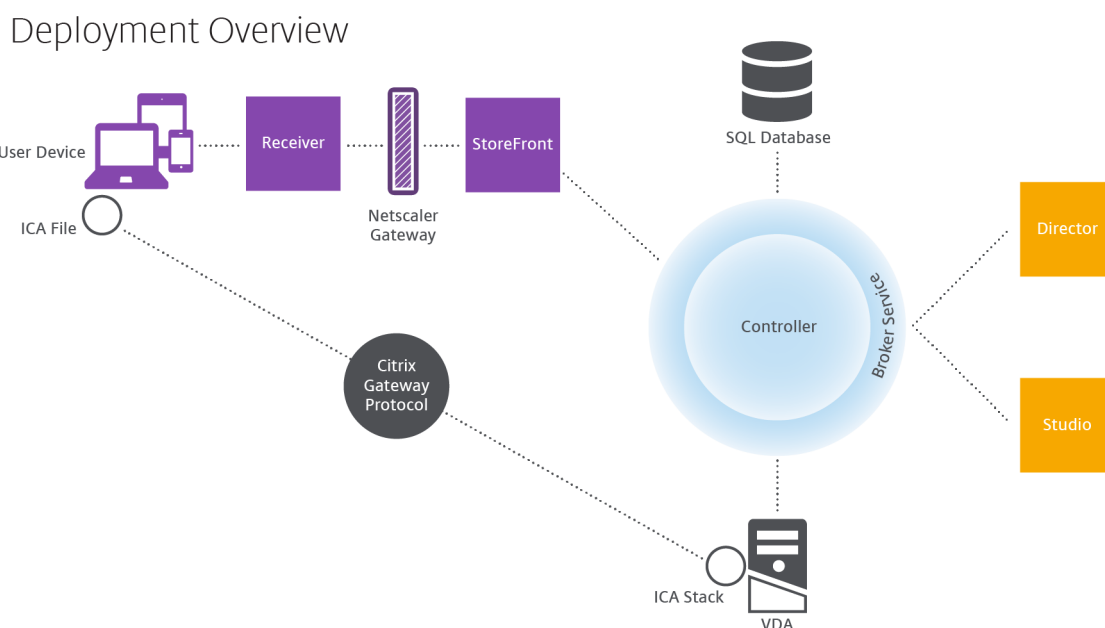 Deployment Overview
SQL Database
User Device
Receiver
StoreFront
Netscaler
Gateway
ICA File
Director
Controller
Broker Service
Citrix
Gateway
Protocol
Studio
ICA Stack
VDA